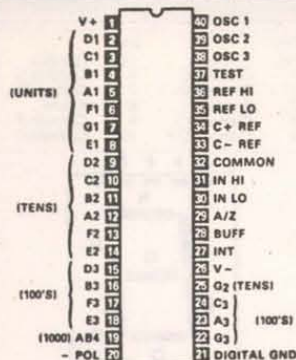 V+ 1 40 OSC 1
D1 2 39 OSC 2
C1 3 38 OSC 3
B1 4 37 TEST
(UNITS) A1 5 36 REF HI
F1 6 35 REF LO
G1 7 34 C+ REF
E1 8 33 C- REF
D2 9 32 COMMON
C2 10 31 IN HI
B2 11 30 IN LO
(TENS) A2 12 29 A/Z
F2 13 28 BUFF
E2 14 27 INT
D3 15 26 V-
B3 16 25 G2 (TENS)
(100'S) F3 17 24 C3
E3 18 23 A3 (100'S)
(1000) AB4 19 22 G3
- POL 20 21 DIGITAL GND